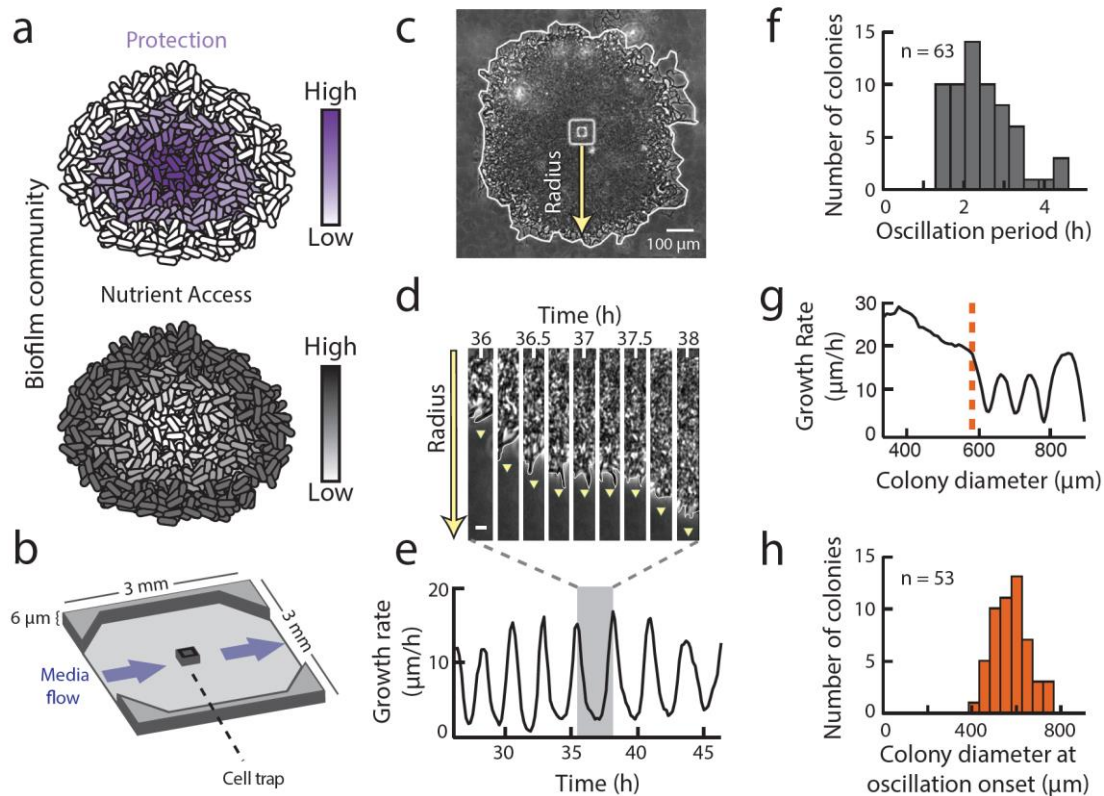 a
Protection
High
Low
Biofilm community
Nutrient Access
High
Low
b
3 mm
6 µm
3 mm
Media
flow
Cell trap
c
Radius
100 µm
d
Time (h)
36 36.5 37 37.5 38
Radius
e
20
10
0
Growth rate
(µm/h)
30 35 40 45
Time (h)
f
n = 63
15
10
5
0
Number of colonies
0 2 4
Oscillation period (h)
g
30
20
10
0
Growth Rate
(µm/h)
400 600 800
Colony diameter (µm)
h
n = 53
15
10
5
0
Number of colonies
0 400 800
Colony diameter at
oscillation onset (µm)